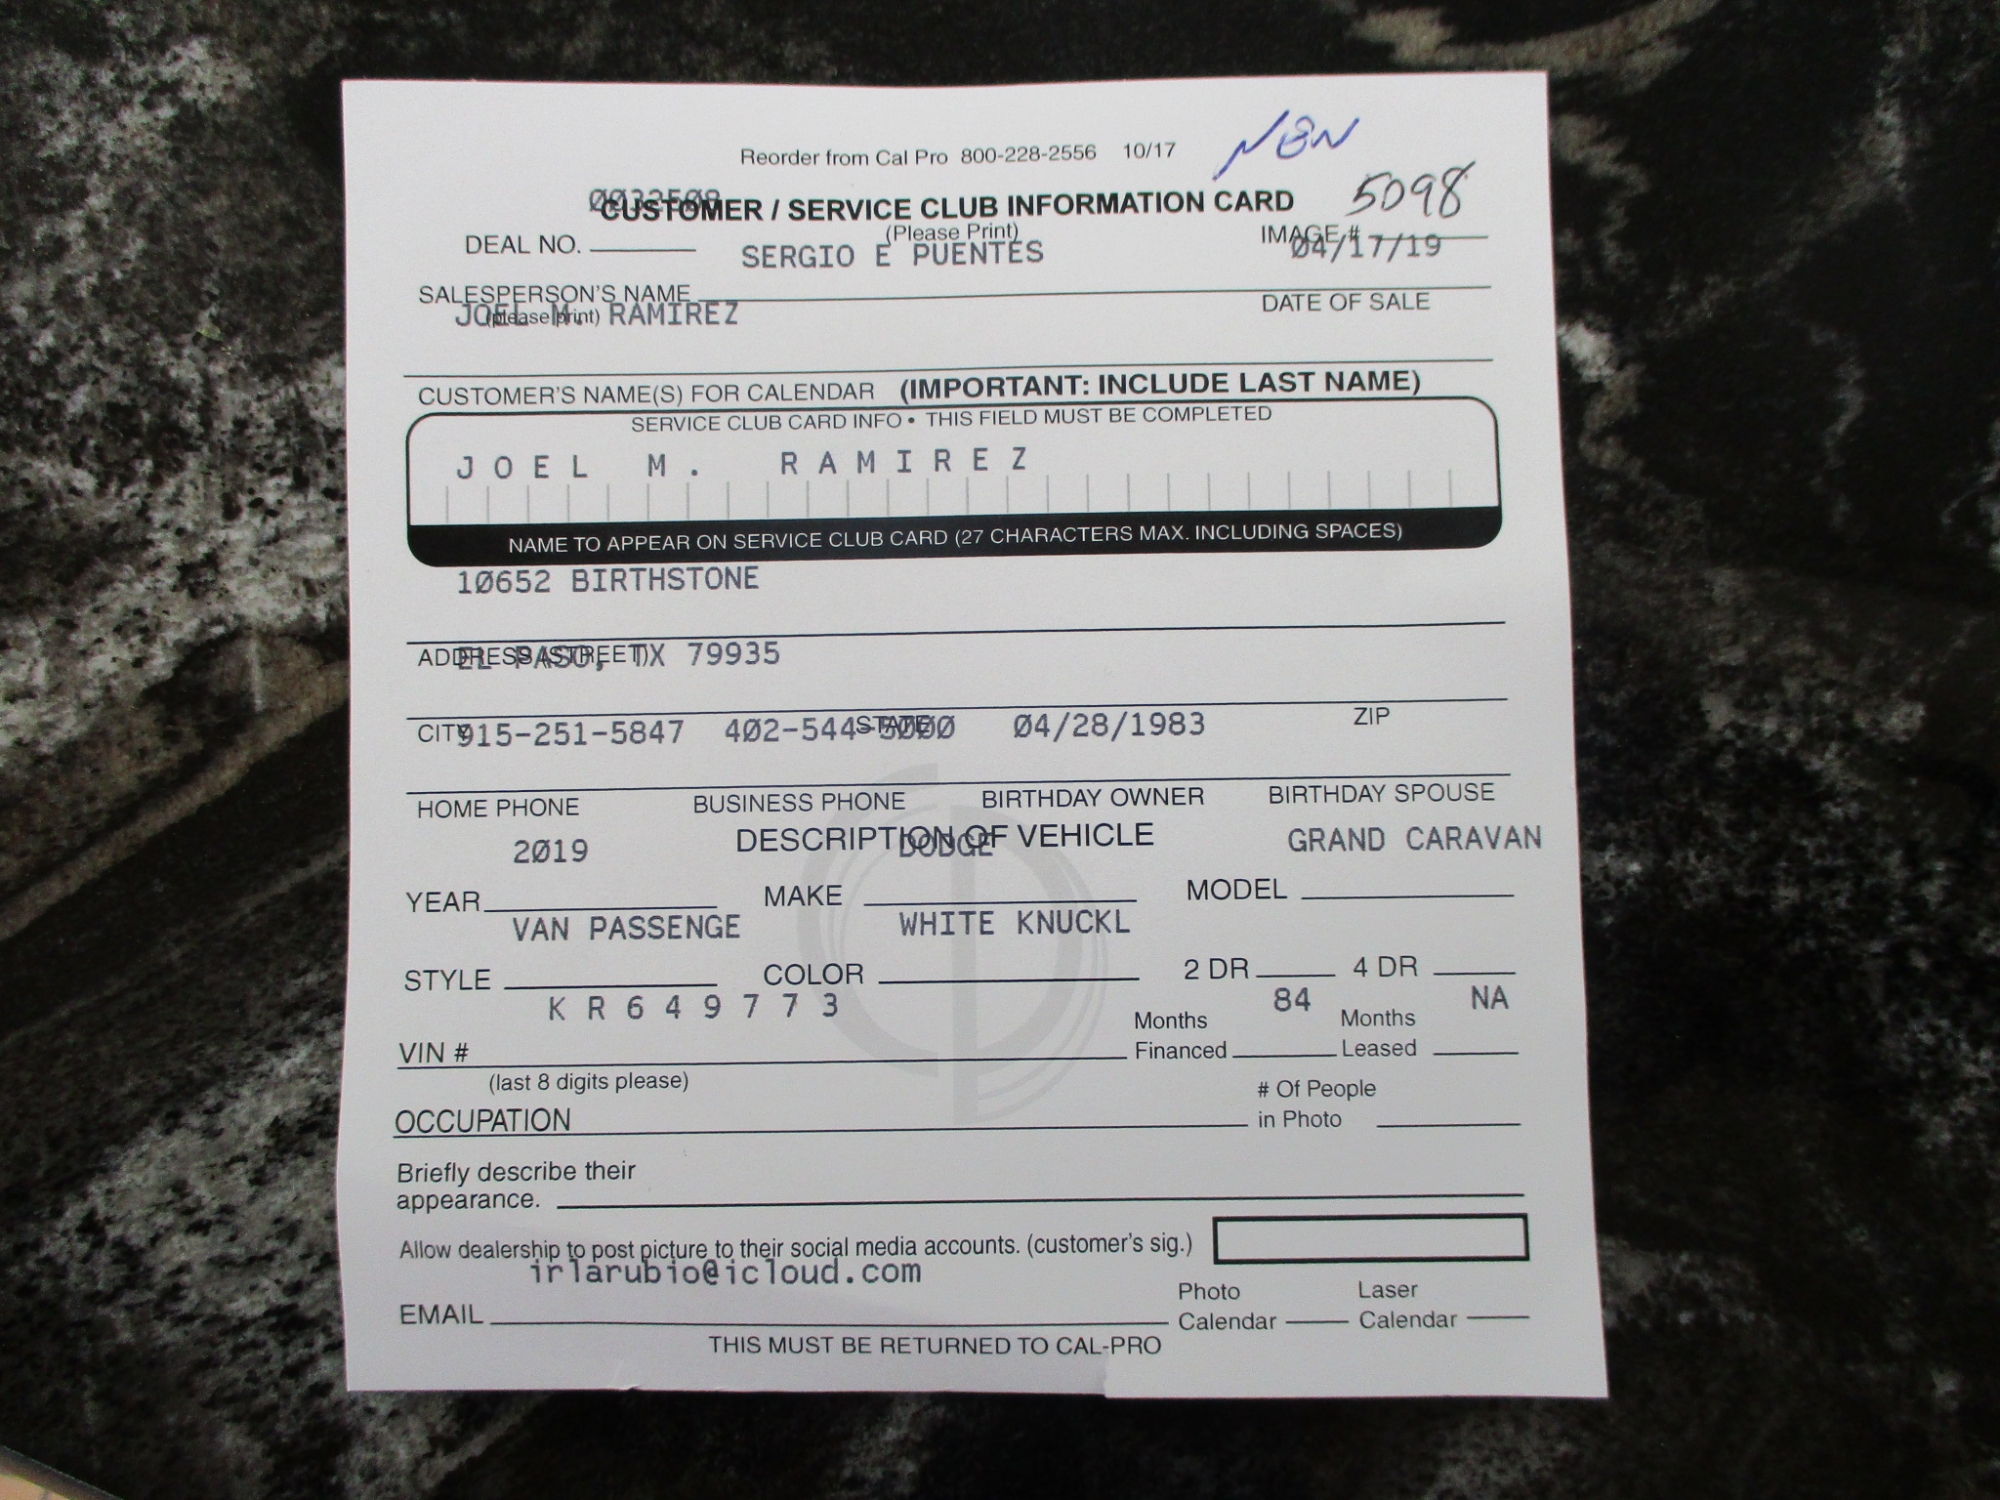 NEW
Reorder from Cal Pro 800-228-2556 10/17
5098
CUSTOMER / SERVICE CLUB INFORMATION CARD
(Please Print)
DEAL NO.
IMAGE #
SERGIO E PUENTES
04/17/19
SALESPERSON'S NAME
(please print)
DATE OF SALE
JOEL M. RAMIREZ
CUSTOMER'S NAME(S) FOR CALENDAR (IMPORTANT: INCLUDE LAST NAME)
SERVICE CLUB CARD INFO • THIS FIELD MUST BE COMPLETED
JOEL M. RAMIREZ
NAME TO APPEAR ON SERVICE CLUB CARD (27 CHARACTERS MAX. INCLUDING SPACES)
10652 BIRTHSTONE
ADDRESS (STREET)
EL PASO, TX 79935
CITY STATE ZIP
915-251-5847 402-544-5000 04/28/1983
HOME PHONE BUSINESS PHONE BIRTHDAY OWNER BIRTHDAY SPOUSE
DESCRIPTION OF VEHICLE
2019 DODGE GRAND CARAVAN
YEAR MAKE MODEL
VAN PASSENGE WHITE KNUCKL
STYLE COLOR 2 DR 4 DR
KR649773 84 NA
VIN # Months Financed Months Leased
(last 8 digits please)
OCCUPATION # Of People in Photo
Briefly describe their
appearance.
Allow dealership to post picture to their social media accounts. (customer's sig.)
irlarubio@icloud.com
EMAIL Photo Calendar Laser Calendar
THIS MUST BE RETURNED TO CAL-PRO